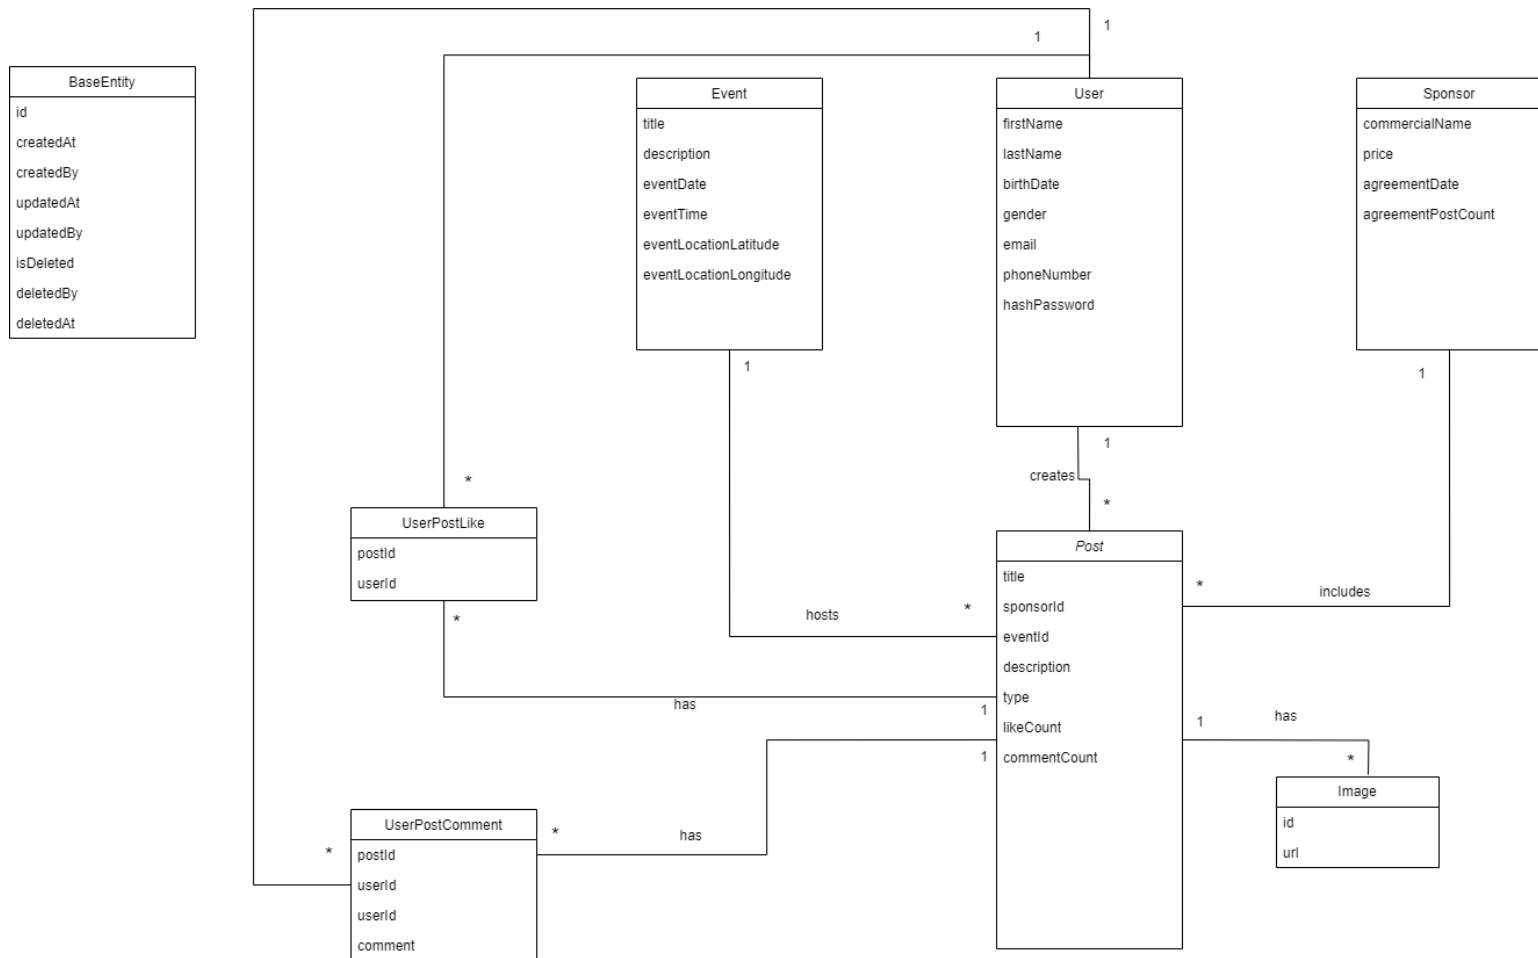 1
1
BaseEntity
id
createdAt
createdBy
updatedAt
updatedBy
isDeleted
deletedBy
deletedAt
Event
title
description
eventDate
eventTime
eventLocationLatitude
eventLocationLongitude
User
firstName
lastName
birthDate
gender
email
phoneNumber
hashPassword
Sponsor
commercialName
price
agreementDate
agreementPostCount
1
1
1
creates
*
*
UserPostLike
postId
userId
*
Post
title
sponsorId
eventId
description
type
likeCount
commentCount
*
includes
hosts
*
has
1
1
1
has
*
Image
id
url
UserPostComment
postId
userId
userId
comment
*
*
has